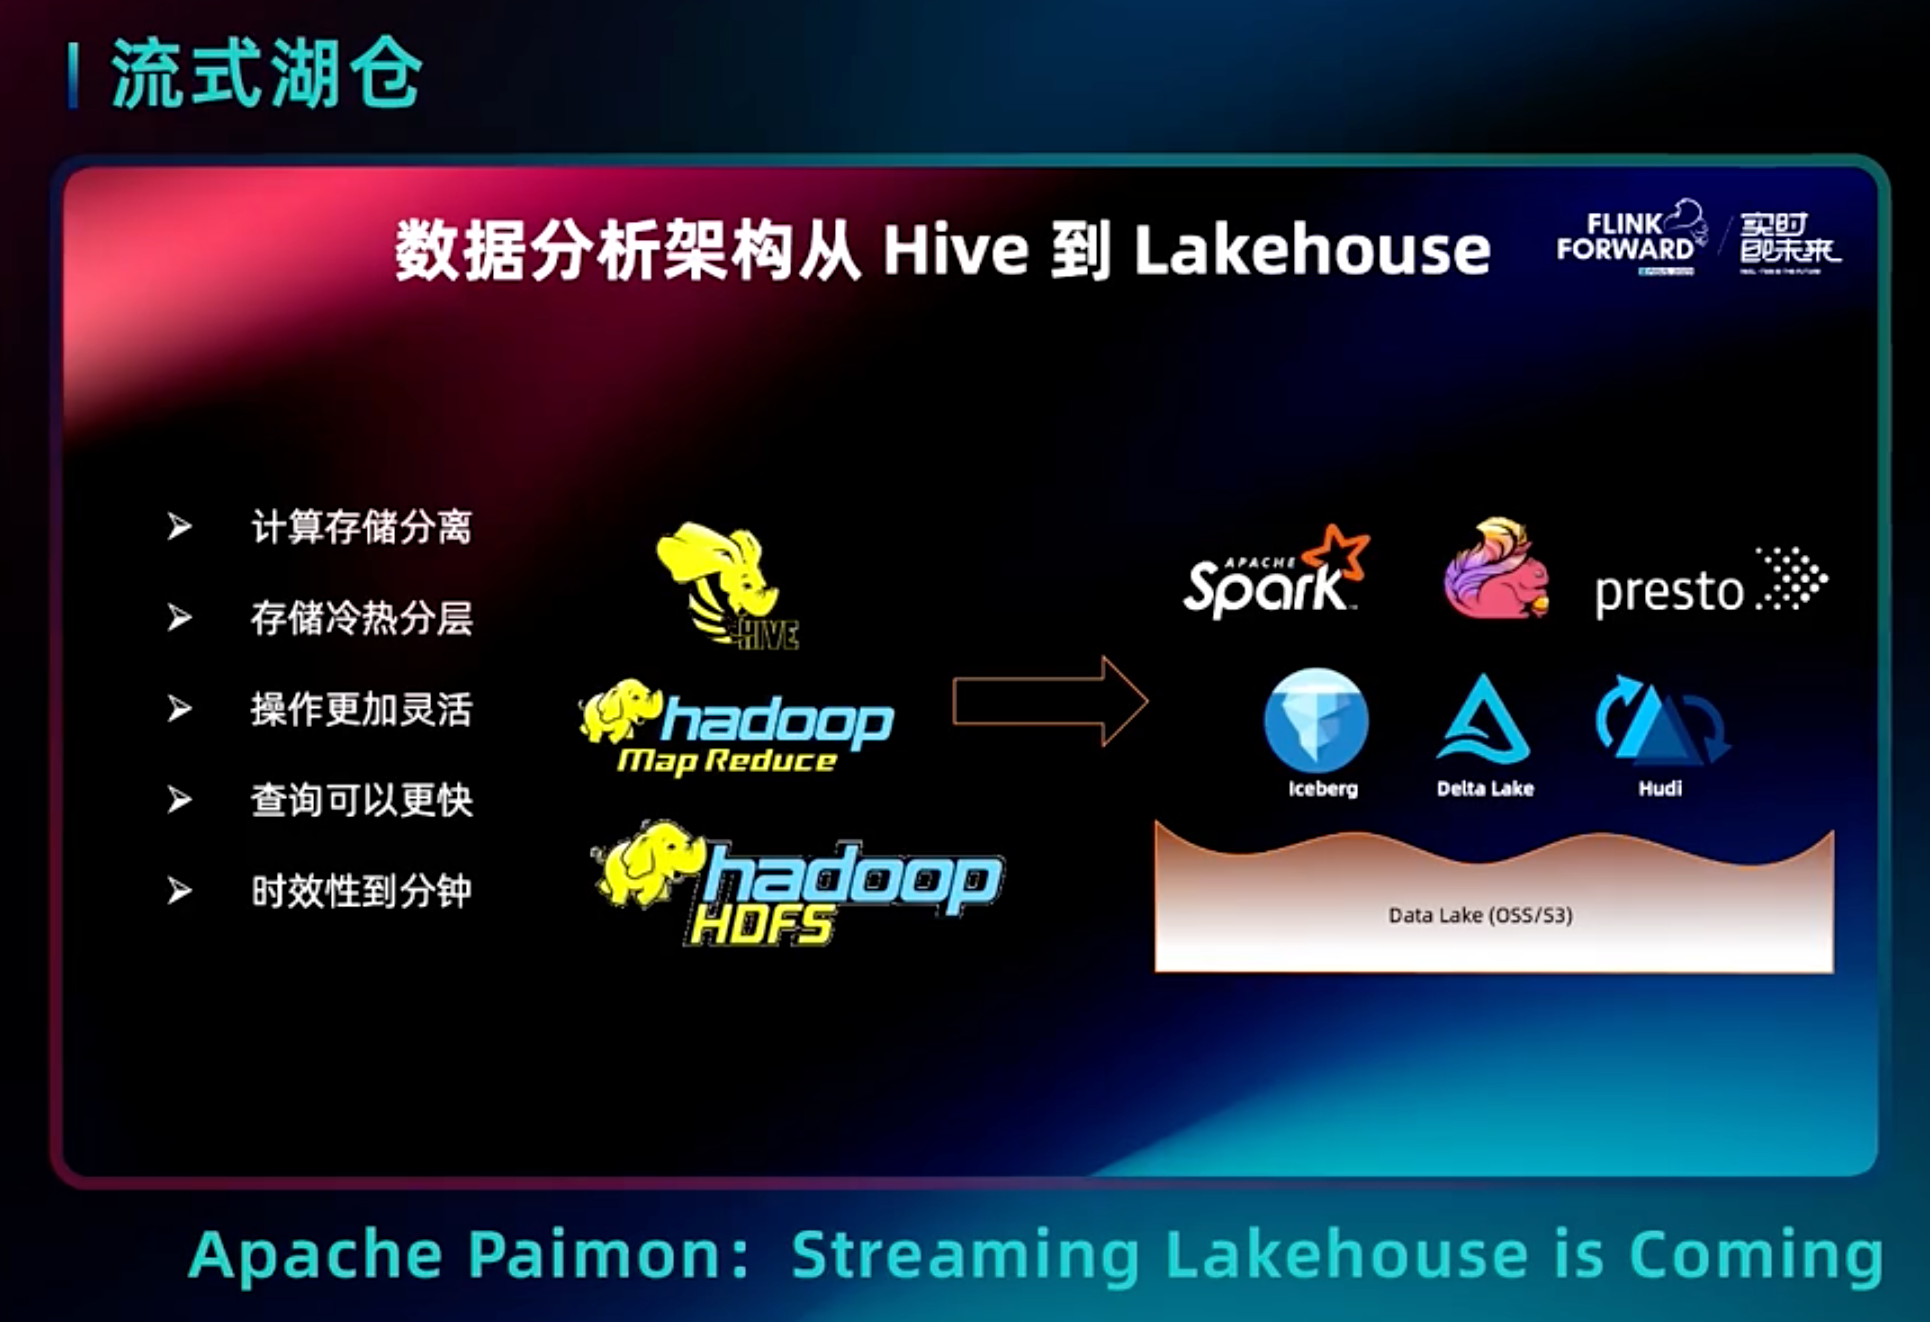 流式湖仓
数据分析架构从 Hive 到 Lakehouse
FLINK
FORWARD
实时
即未来
计算存储分离
存储冷热分层
操作更加灵活
查询可以更快
时效性到分钟
HIVE
hadoop
Map Reduce
hadoop
HDFS
APACHE
Spark
presto
Iceberg
Delta Lake
Hudi
Data Lake (OSS/S3)
Apache Paimon：Streaming Lakehouse is Coming